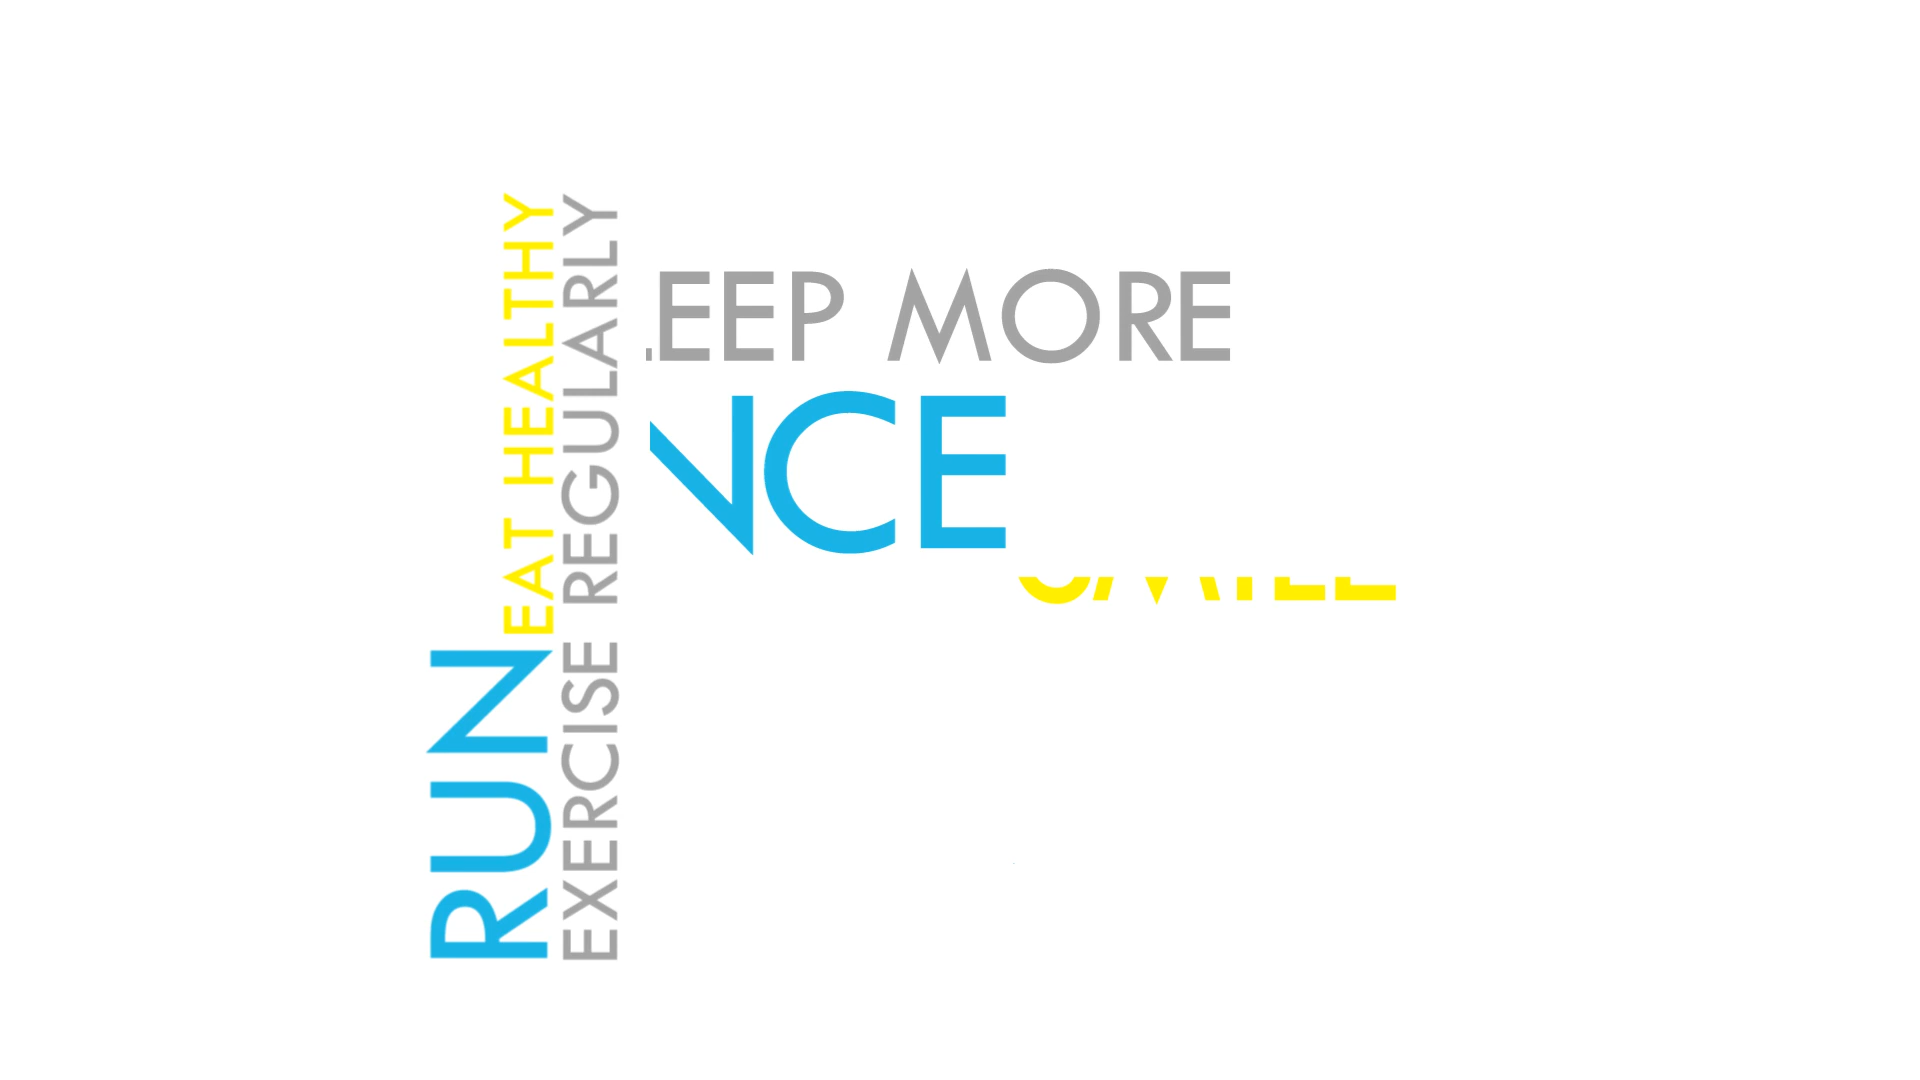 RUN
EAT HEALTHY
EXERCISE REGULARLY
EEP MORE
NCE